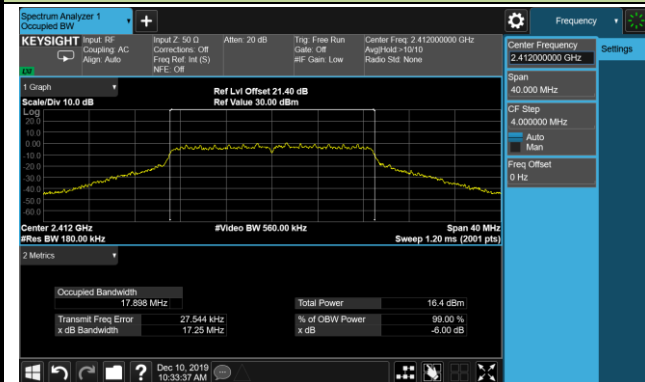 Spectrum Analyzer 1
Occupied BW
Frequency
KEYSIGHT
Input: RF
Coupling: AC
Align: Auto
Input Z: 50 Ω
Corrections: Off
Freq Ref: Int (S)
NFE: Off
Atten: 20 dB
Trig: Free Run
Gate: Off
#IF Gain: Low
Center Freq: 2.412000000 GHz
Avg|Hold:>10/10
Radio Std: None
1 Graph
Scale/Div 10.0 dB
Ref Lvl Offset 21.40 dB
Ref Value 30.00 dBm
Log
20.0
10.0
0.00
-10.0
-20.0
-30.0
-40.0
-50.0
-60.0
Center 2.412 GHz
#Res BW 180.00 kHz
#Video BW 560.00 kHz
Span 40 MHz
Sweep 1.20 ms (2001 pts)
2 Metrics
Occupied Bandwidth
17.898 MHz
Transmit Freq Error 27.544 kHz
x dB Bandwidth 17.25 MHz
Total Power 16.4 dBm
% of OBW Power 99.00 %
x dB -6.00 dB
Center Frequency
2.412000000 GHz
Settings
Span
40.000 MHz
CF Step
4.000000 MHz
Auto
Man
Freq Offset
0 Hz
Dec 10, 2019
10:33:37 AM